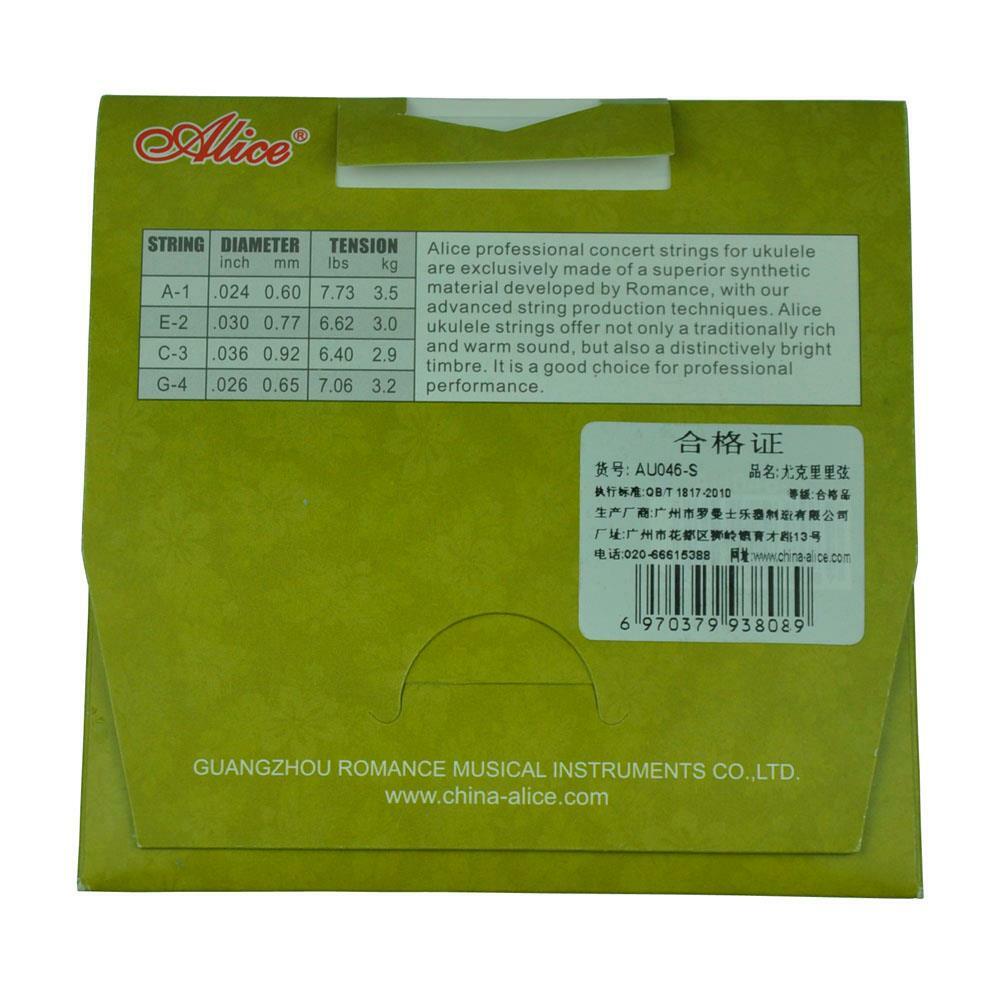 Alice®
STRING DIAMETER TENSION
inch mm lbs kg
A-1 .024 0.60 7.73 3.5
E-2 .030 0.77 6.62 3.0
C-3 .036 0.92 6.40 2.9
G-4 .026 0.65 7.06 3.2
Alice professional concert strings for ukulele
are exclusively made of a superior synthetic
material developed by Romance, with our
advanced string production techniques. Alice
ukulele strings offer not only a traditionally rich
and warm sound, but also a distinctively bright
timbre. It is a good choice for professional
performance.
合格证
货号: AU046-S 品名:尤克里里弦
执行标准:QB/T 1817-2010 等级:合格品
生产厂商:广州市罗曼士乐器制造有限公司
厂址:广州市花都区狮岭镇育才路13号
电话:020-66615388 网址:www.china-alice.com
6 970379 938089
GUANGZHOU ROMANCE MUSICAL INSTRUMENTS CO.,LTD.
www.china-alice.com